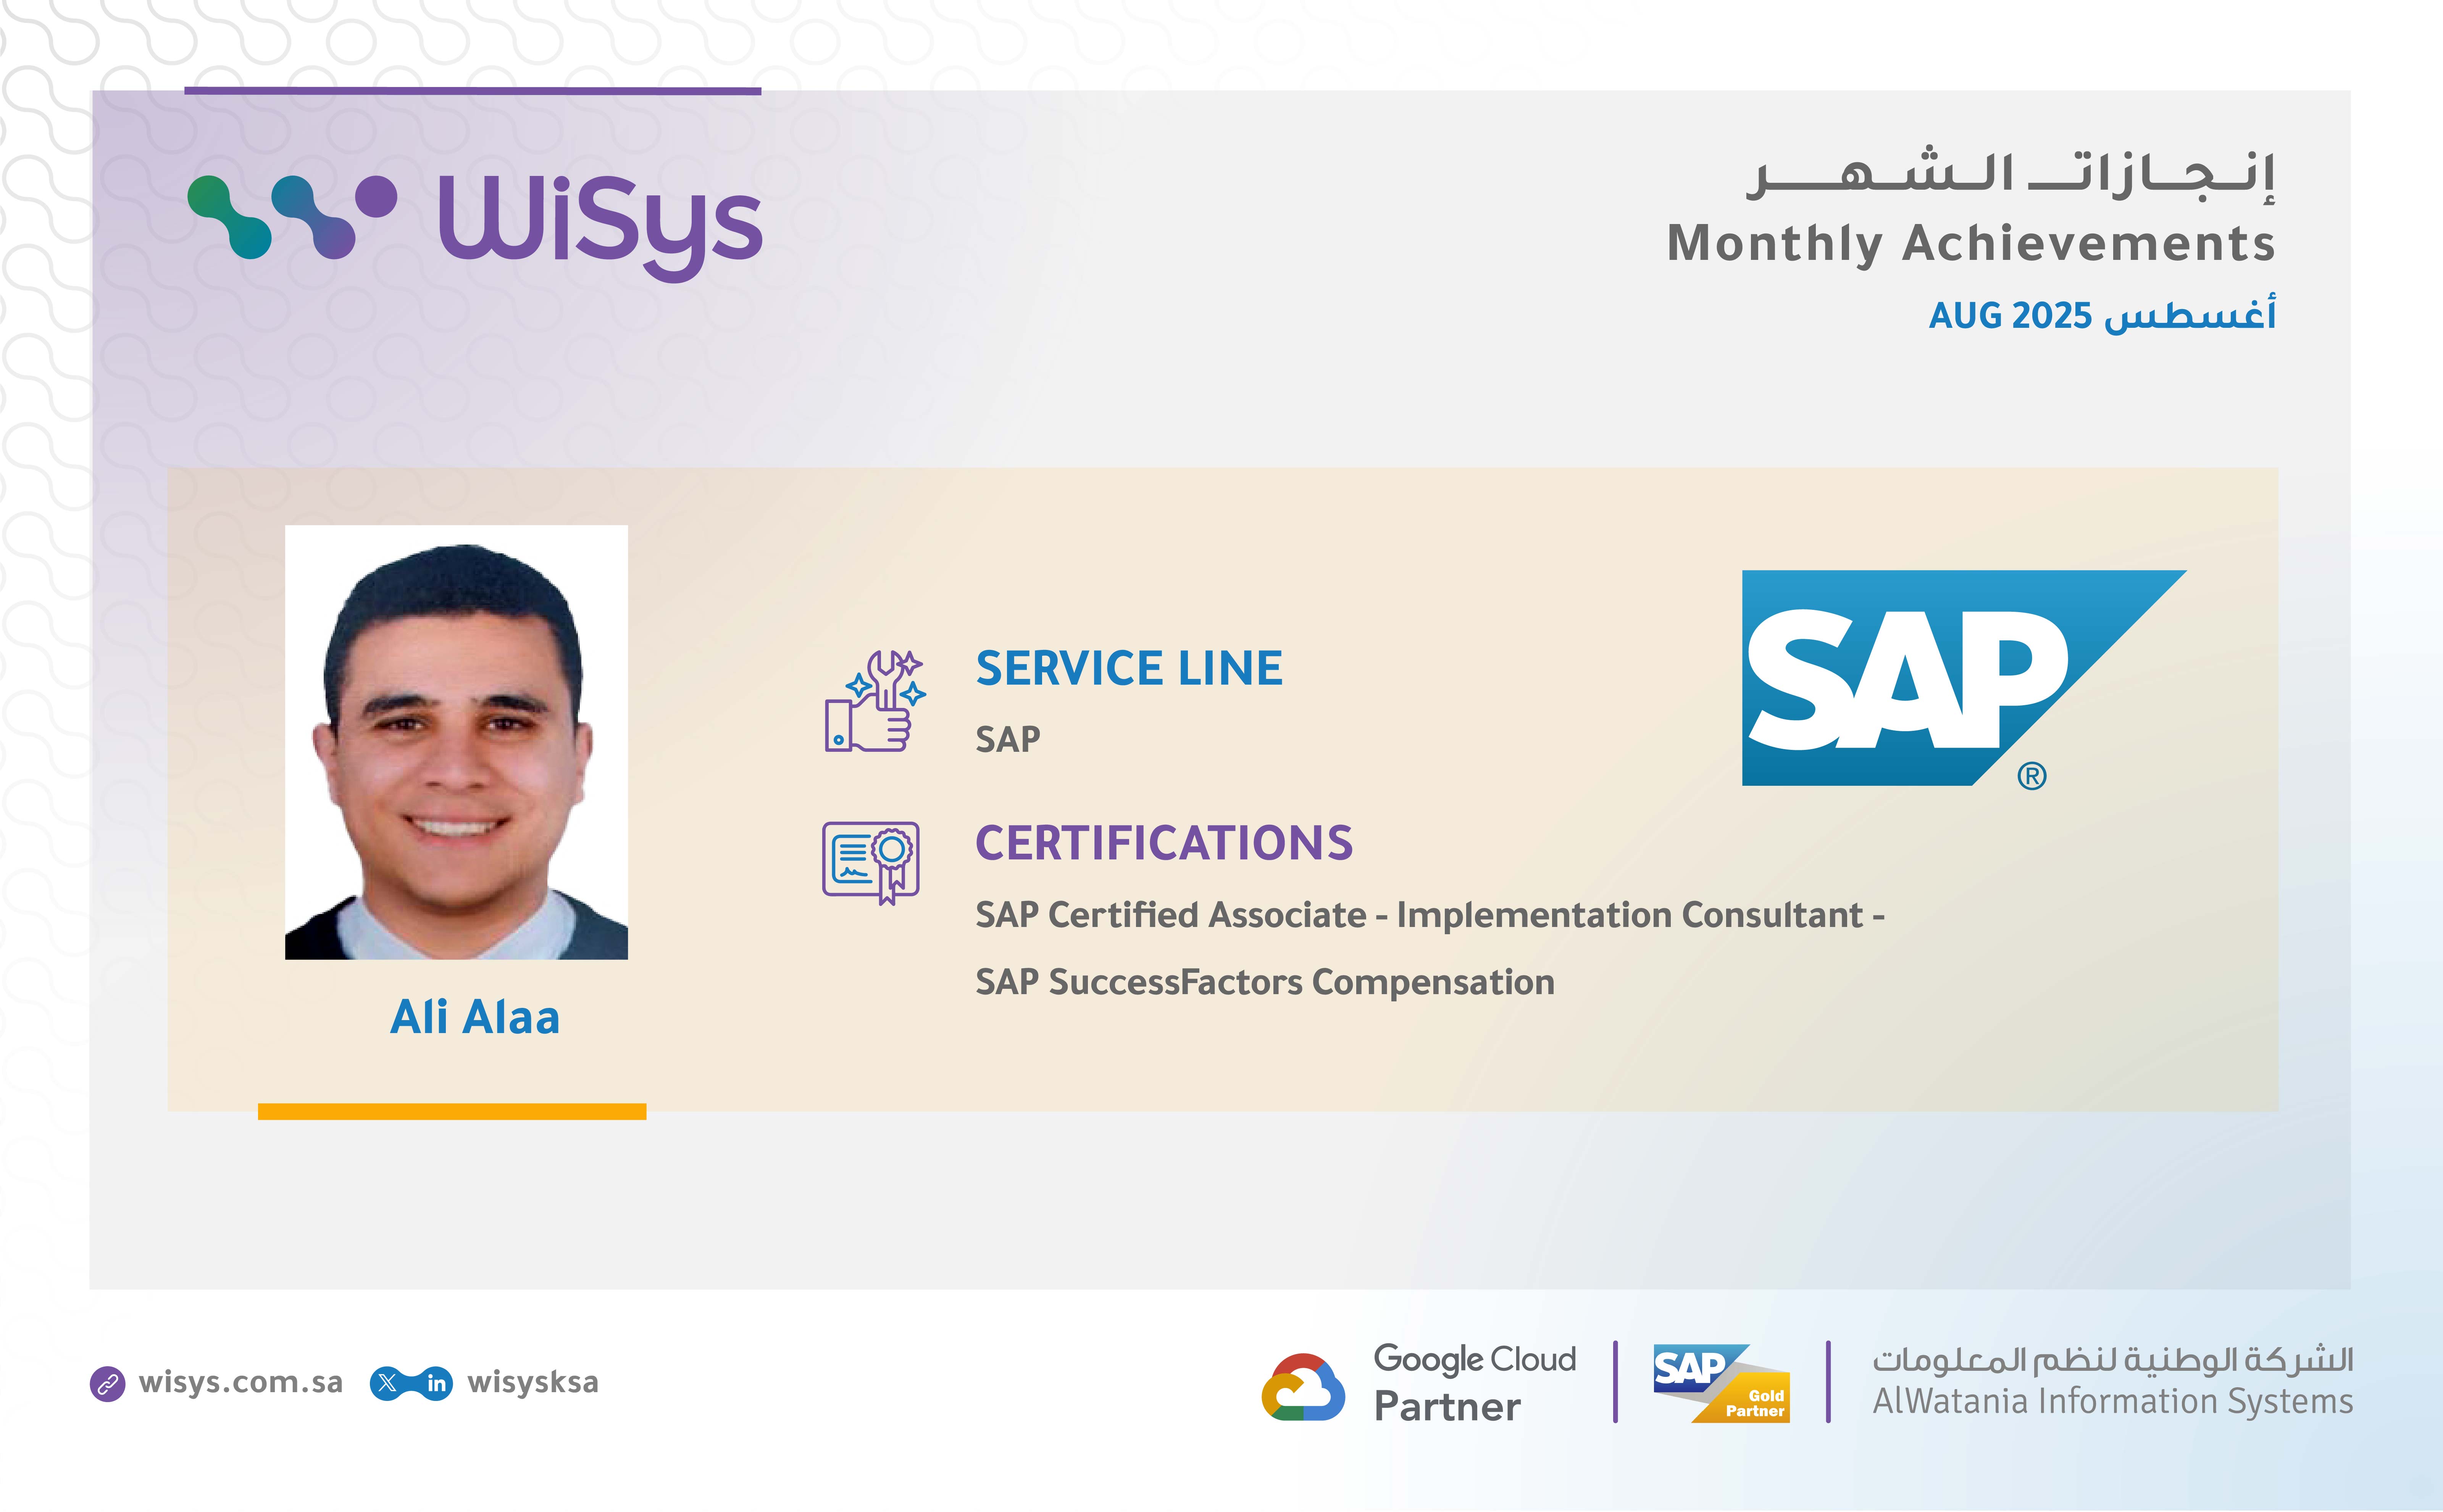 WiSys
إنجازات الشهر
Monthly Achievements
أغسطس AUG 2025
SERVICE LINE
SAP
SAP
®
CERTIFICATIONS
SAP Certified Associate - Implementation Consultant -
SAP SuccessFactors Compensation
Ali Alaa
wisys.com.sa
in wisysksa
Google Cloud
Partner
SAP
Gold
Partner
الشركة الوطنية لنظم المعلومات
AlWatania Information Systems